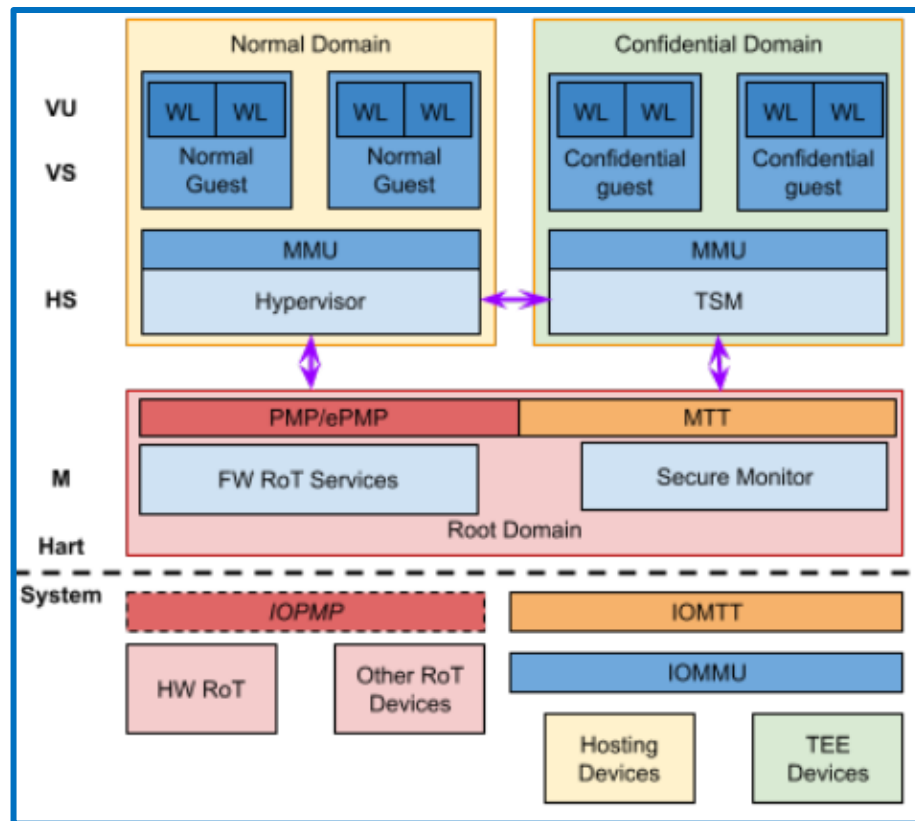 Normal Domain
Confidential Domain
VU
WL WL
WL WL
WL WL
WL WL
VS
Normal
Guest
Normal
Guest
Confidential
guest
Confidential
guest
MMU
MMU
HS
Hypervisor
TSM
PMP/ePMP
MTT
M
FW RoT Services
Secure Monitor
Root Domain
Hart
System
IOPMP
IOMTT
HW RoT
Other RoT
Devices
IOMMU
Hosting
Devices
TEE
Devices